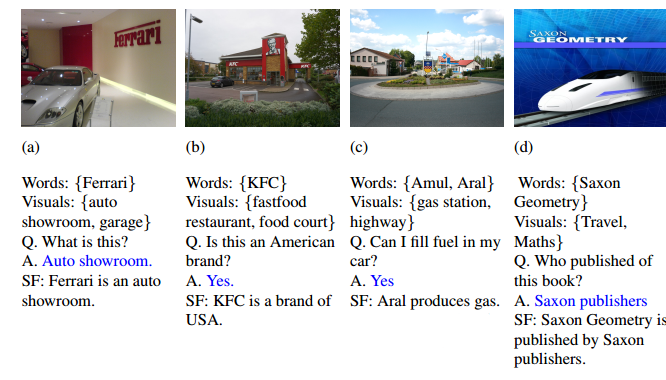 Ferrari
KFC
KFC
SAXON
GEOMETRY
(a)
Words: {Ferrari}
Visuals: {auto
showroom, garage}
Q. What is this?
A. Auto showroom.
SF: Ferrari is an auto
showroom.
(b)
Words: {KFC}
Visuals: {fastfood
restaurant, food court}
Q. Is this an American
brand?
A. Yes.
SF: KFC is a brand of
USA.
(c)
Words: {Amul, Aral}
Visuals: {gas station,
highway}
Q. Can I fill fuel in my
car?
A. Yes
SF: Aral produces gas.
(d)
Words: {Saxon
Geometry}
Visuals: {Travel,
Maths}
Q. Who published of
this book?
A. Saxon publishers
SF: Saxon Geometry is
published by Saxon
publishers.